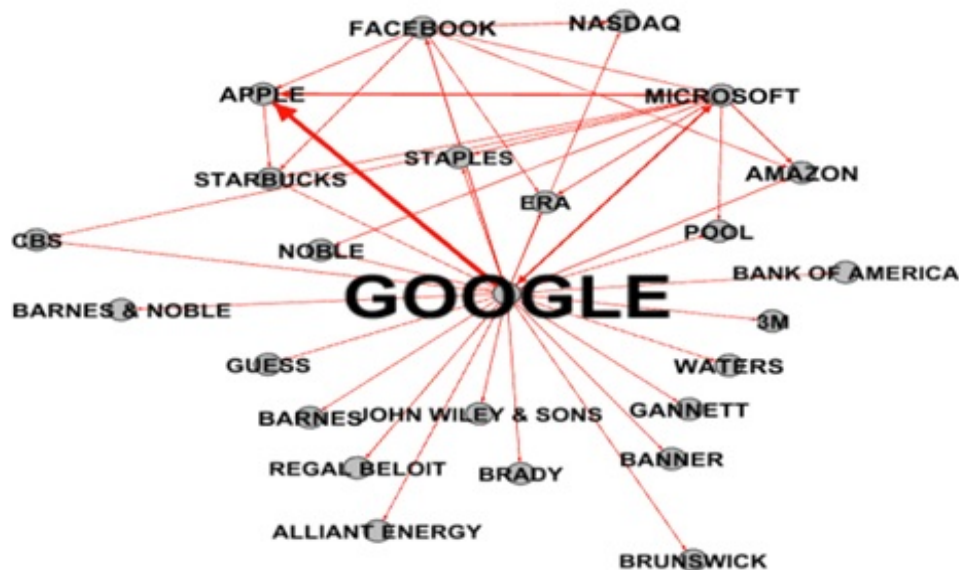 FACEBOOK
NASDAQ
APPLE
MICROSOFT
STAPLES
STARBUCKS
AMAZON
ERA
CBS
NOBLE
POOL
BANK OF AMERICA
GOOGLE
BARNES & NOBLE
3M
GUESS
WATERS
BARNES
JOHN WILEY & SONS
GANNETT
REGAL BELOIT
BRADY
BANNER
ALLIANT ENERGY
BRUNSWICK